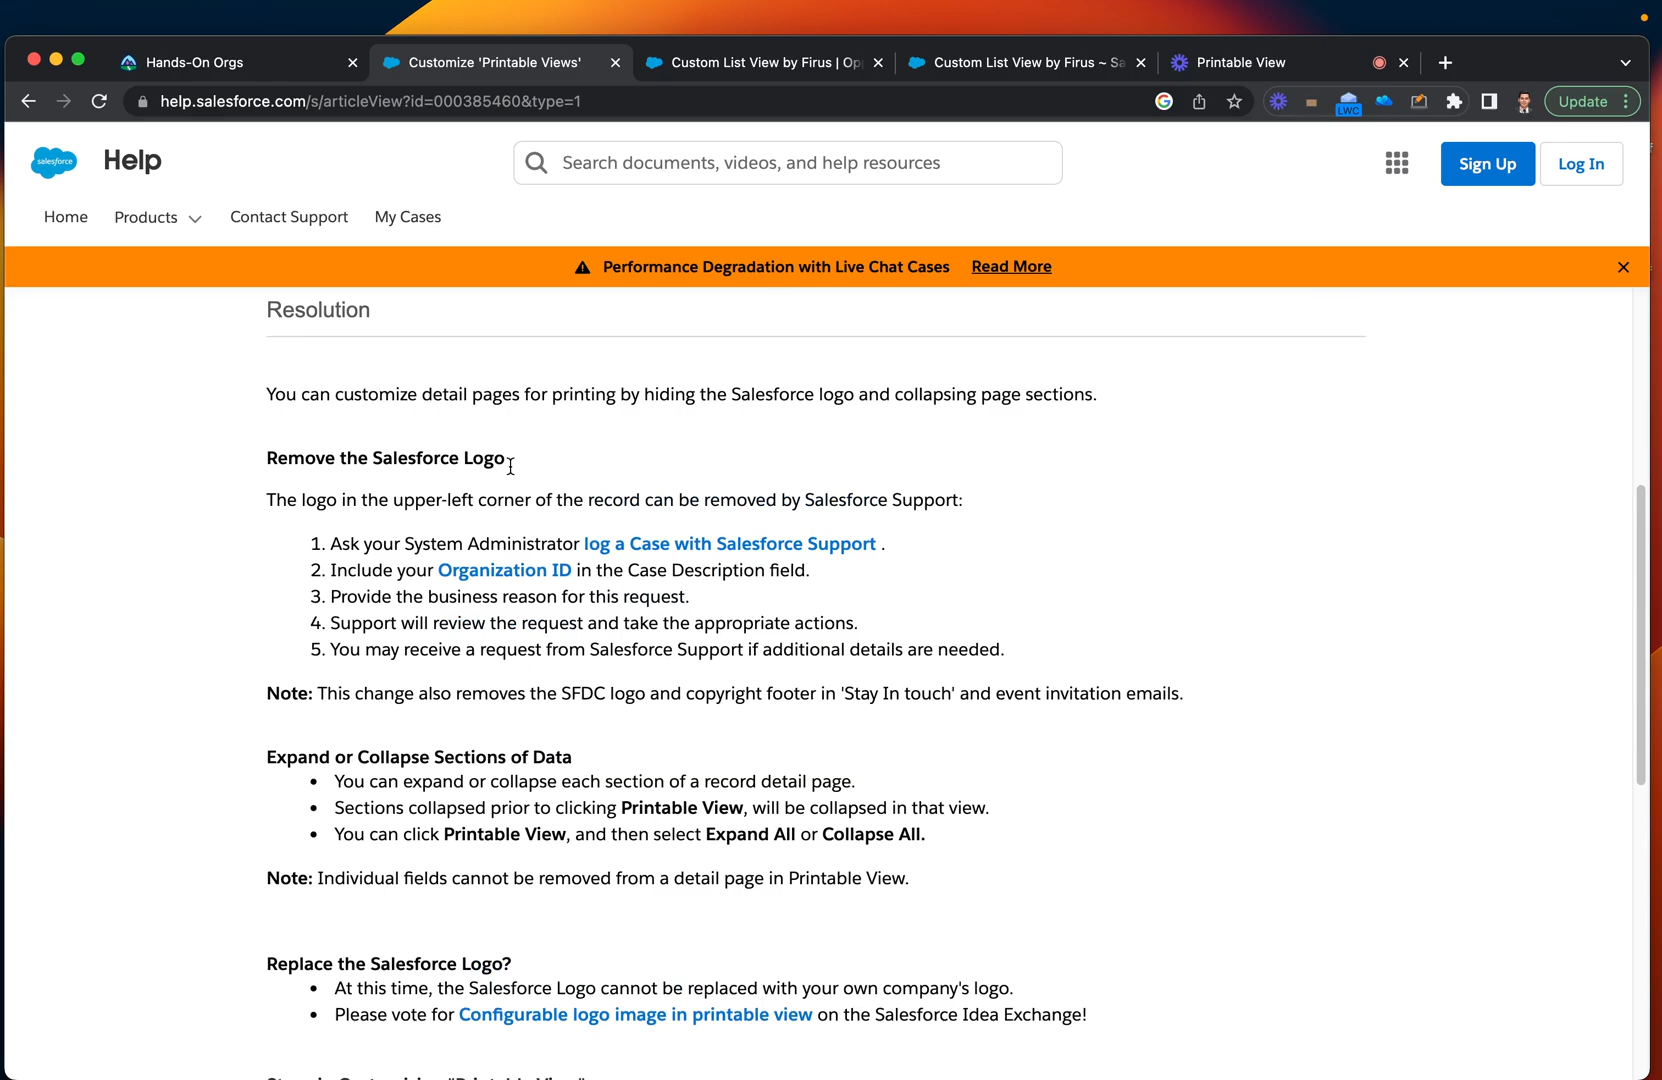 Hands-On Orgs
Customize 'Printable Views'
Custom List View by Firus | Op
Custom List View by Firus ~ Sa
Printable View
help.salesforce.com/s/articleView?id=000385460&type=1
LWC
Update
salesforce
Help
Search documents, videos, and help resources
Sign Up
Log In
Home
Products
Contact Support
My Cases
Performance Degradation with Live Chat Cases Read More
Resolution
You can customize detail pages for printing by hiding the Salesforce logo and collapsing page sections.
Remove the Salesforce Logo
The logo in the upper-left corner of the record can be removed by Salesforce Support:
1. Ask your System Administrator log a Case with Salesforce Support .
2. Include your Organization ID in the Case Description field.
3. Provide the business reason for this request.
4. Support will review the request and take the appropriate actions.
5. You may receive a request from Salesforce Support if additional details are needed.
Note: This change also removes the SFDC logo and copyright footer in 'Stay In touch' and event invitation emails.
Expand or Collapse Sections of Data
• You can expand or collapse each section of a record detail page.
• Sections collapsed prior to clicking Printable View, will be collapsed in that view.
• You can click Printable View, and then select Expand All or Collapse All.
Note: Individual fields cannot be removed from a detail page in Printable View.
Replace the Salesforce Logo?
• At this time, the Salesforce Logo cannot be replaced with your own company's logo.
• Please vote for Configurable logo image in printable view on the Salesforce Idea Exchange!